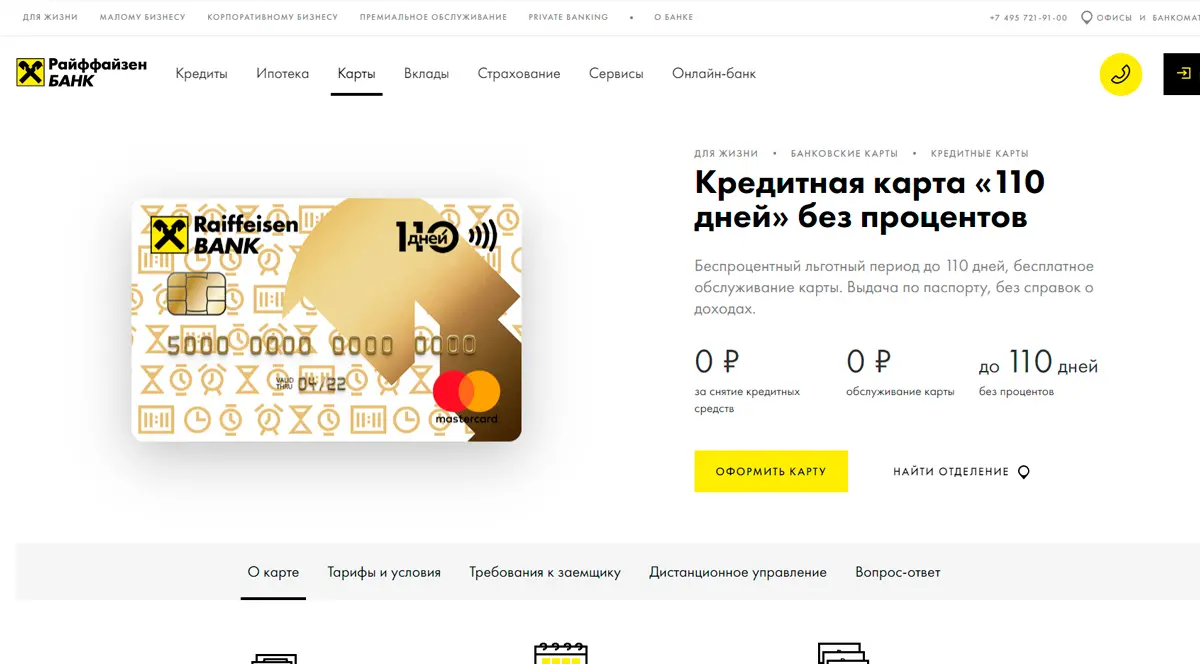 ДЛЯ ЖИЗНИ МАЛОМУ БИЗНЕСУ КОРПОРАТИВНОМУ БИЗНЕСУ ПРЕМИАЛЬНОЕ ОБСЛУЖИВАНИЕ PRIVATE BANKING • О БАНКЕ +7 495 721-91-00 ОФИСЫ И БАНКОМАТ
Райффайзен
БАНК
Кредиты Ипотека Карты Вклады Страхование Сервисы Онлайн-банк
ДЛЯ ЖИЗНИ • БАНКОВСКИЕ КАРТЫ • КРЕДИТНЫЕ КАРТЫ
Кредитная карта «110
дней» без процентов
Беспроцентный льготный период до 110 дней, бесплатное
обслуживание карты. Выдача по паспорту, без справок о
доходах.
0 ₽
за снятие кредитных
средств
0 ₽
обслуживание карты
до 110 дней
без процентов
ОФОРМИТЬ КАРТУ НАЙТИ ОТДЕЛЕНИЕ
Raiffeisen
BANK
110 дней
5000 0000 0000 0000
VALID
THRU 04/22
mastercard
О карте Тарифы и условия Требования к заемщику Дистанционное управление Вопрос-ответ